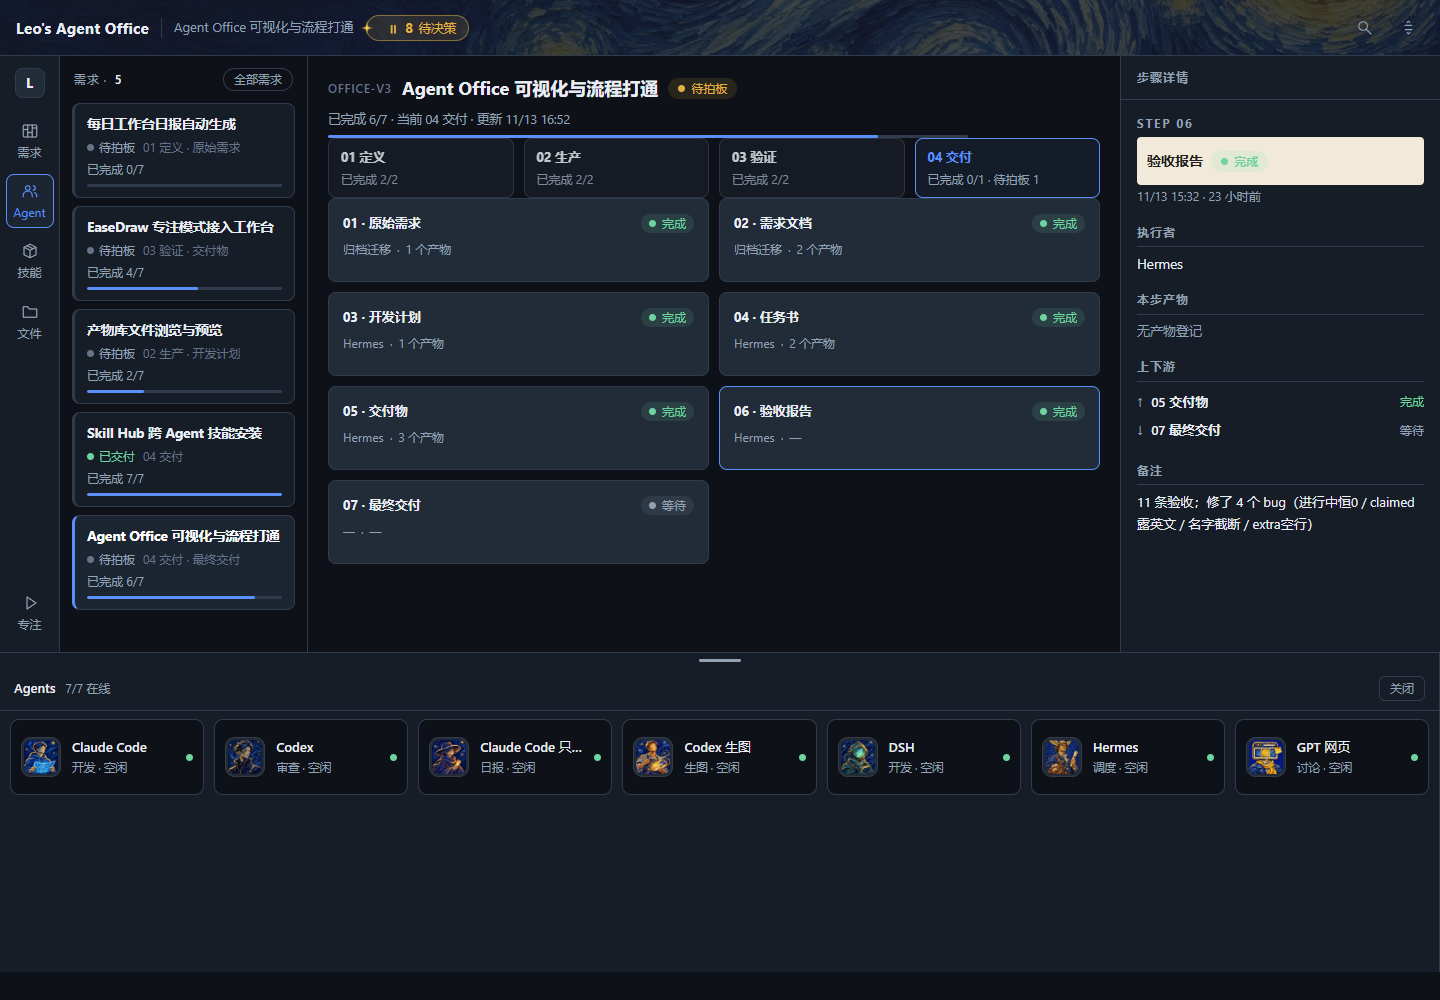 Leo's Agent Office
Agent Office 可视化与流程打通
8 待决策
L
需求
Agent
技能
文件
专注
需求 · 5
全部需求
每日工作台日报自动生成
待拍板 01 定义 · 原始需求
已完成 0/7
EaseDraw 专注模式接入工作台
待拍板 03 验证 · 交付物
已完成 4/7
产物库文件浏览与预览
待拍板 02 生产 · 开发计划
已完成 2/7
Skill Hub 跨 Agent 技能安装
已交付 04 交付
已完成 7/7
Agent Office 可视化与流程打通
待拍板 04 交付 · 最终交付
已完成 6/7
OFFICE-V3 Agent Office 可视化与流程打通 待拍板
已完成 6/7 · 当前 04 交付 · 更新 11/13 16:52
01 定义
已完成 2/2
02 生产
已完成 2/2
03 验证
已完成 2/2
04 交付
已完成 0/1 · 待拍板 1
01 · 原始需求 完成
归档迁移 · 1 个产物
02 · 需求文档 完成
归档迁移 · 2 个产物
03 · 开发计划 完成
Hermes · 1 个产物
04 · 任务书 完成
Hermes · 2 个产物
05 · 交付物 完成
Hermes · 3 个产物
06 · 验收报告 完成
Hermes · —
07 · 最终交付 等待
— · —
步骤详情
STEP 06
验收报告 完成
11/13 15:32 · 23 小时前
执行者
Hermes
本步产物
无产物登记
上下游
↑ 05 交付物 完成
↓ 07 最终交付 等待
备注
11 条验收；修了 4 个 bug（进行中恒0 / claimed
露英文 / 名字截断 / extra空行）
Agents 7/7 在线
关闭
Claude Code
开发 · 空闲
Codex
审查 · 空闲
Claude Code 只...
日报 · 空闲
Codex 生图
生图 · 空闲
DSH
开发 · 空闲
Hermes
调度 · 空闲
GPT 网页
讨论 · 空闲